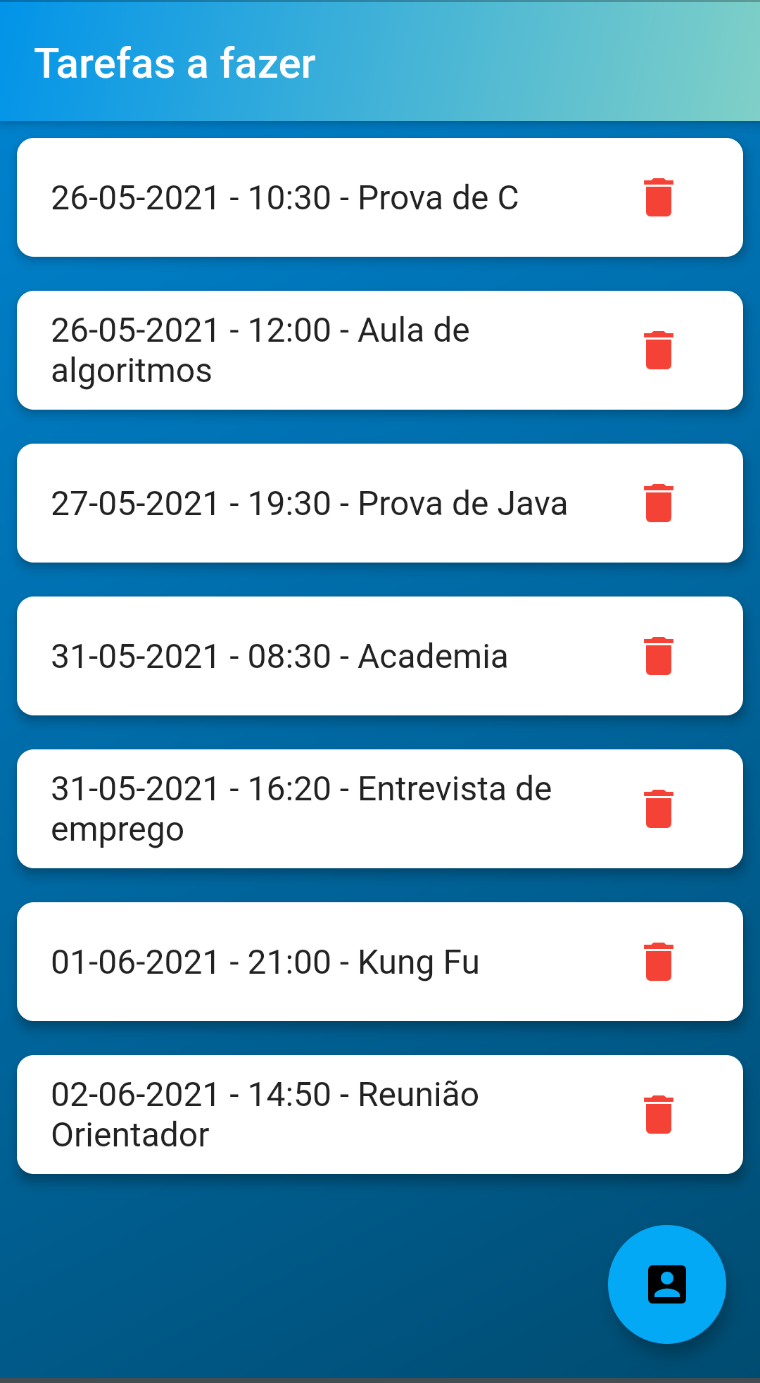 Tarefas a fazer
26-05-2021 - 10:30 - Prova de C
26-05-2021 - 12:00 - Aula de
algoritmos
27-05-2021 - 19:30 - Prova de Java
31-05-2021 - 08:30 - Academia
31-05-2021 - 16:20 - Entrevista de
emprego
01-06-2021 - 21:00 - Kung Fu
02-06-2021 - 14:50 - Reunião
Orientador